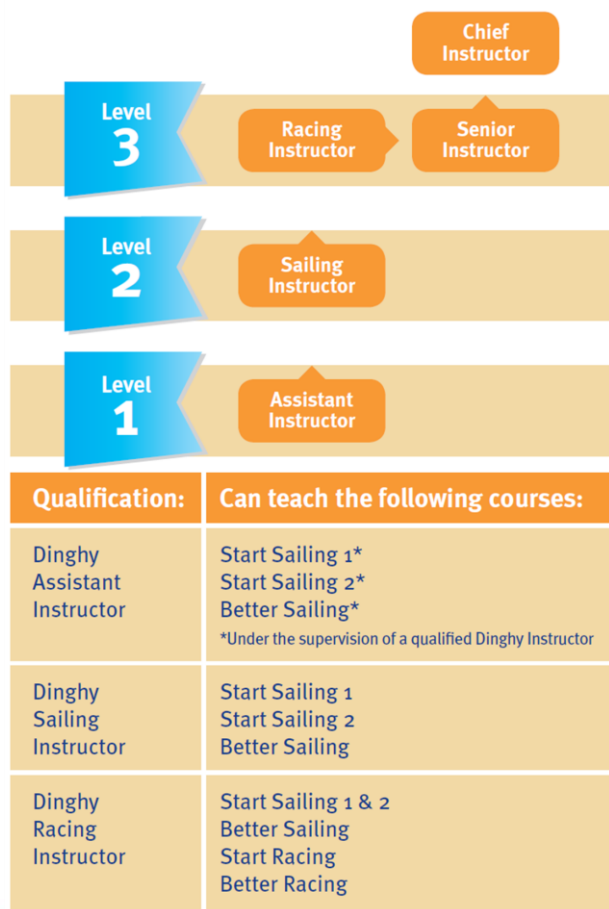 Chief
Instructor
Level
3
Racing
Instructor
Senior
Instructor
Level
2
Sailing
Instructor
Level
1
Assistant
Instructor
Qualification:
Can teach the following courses:
Dinghy
Assistant
Instructor
Start Sailing 1*
Start Sailing 2*
Better Sailing*
*Under the supervision of a qualified Dinghy Instructor
Dinghy
Sailing
Instructor
Start Sailing 1
Start Sailing 2
Better Sailing
Dinghy
Racing
Instructor
Start Sailing 1 & 2
Better Sailing
Start Racing
Better Racing